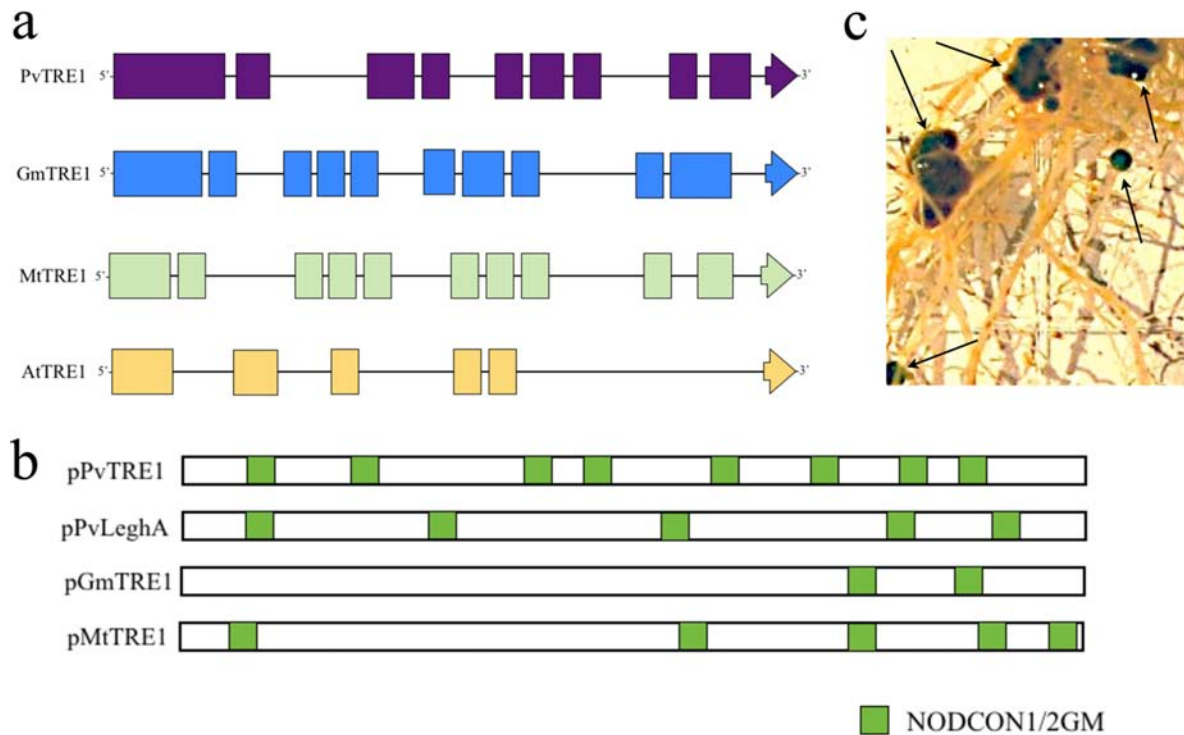 a
PvTRE1 5' 3'
GmTRE1 5' 3'
MtTRE1 5' 3'
AtTRE1 5' 3'
b
pPvTRE1
pPvLeghA
pGmTRE1
pMtTRE1
NODCON1/2GM
c